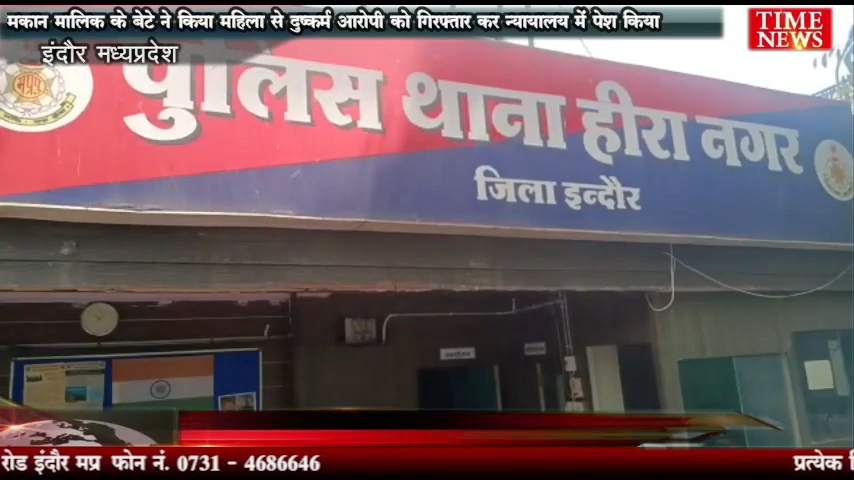 मकान मालिक के बेटे ने किया महिला से दुष्कर्म आरोपी को गिरफ्तार कर न्यायालय में पेश किया
TIME NEWS
इंदौर मध्यप्रदेश
पुलिस थाना हीरा नगर
जिला इन्दौर
रोड इंदौर मप्र फोन नं. 0731 - 4686646
प्रत्येक